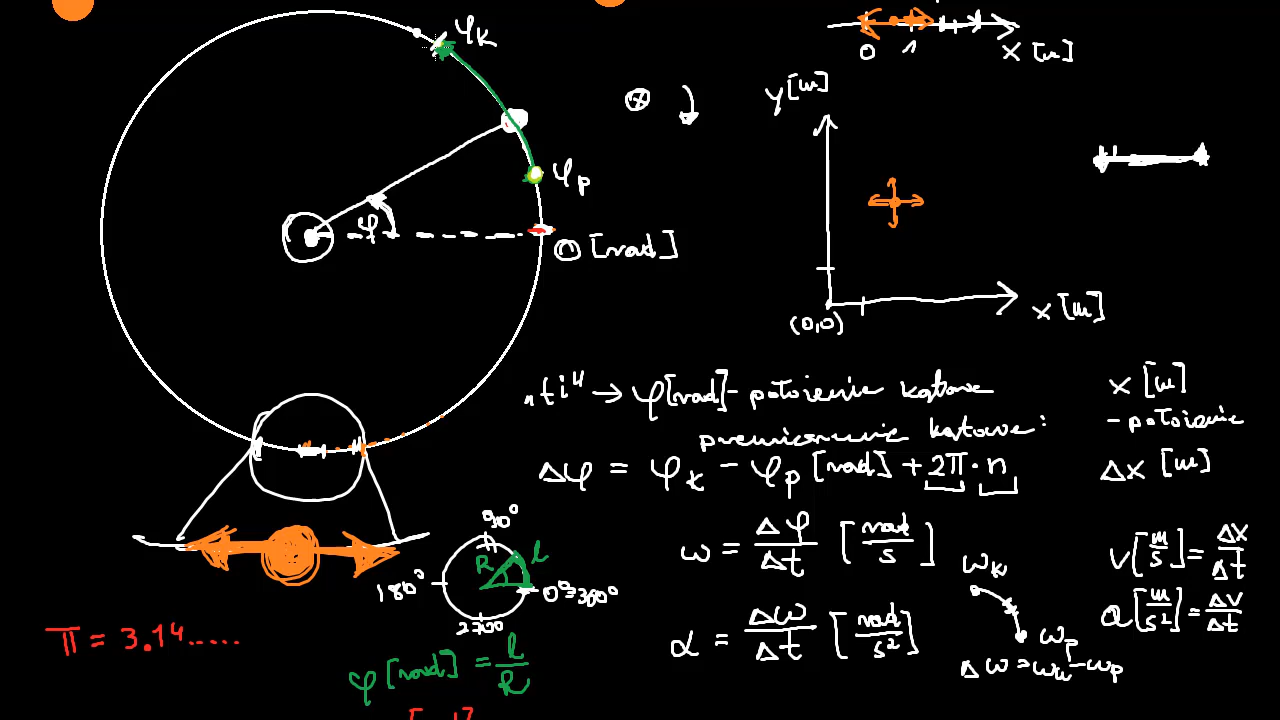 φk
φp
φ
0 [rad]
0 1
x [m]
y [m]
(0,0)
x [m]
"ti" → φ[rad] - położenie kątowe
przemieszczenie kątowe:
Δφ = φk - φp [rad] + 2π · n
ω = Δφ/Δt [rad/s]
α = Δω/Δt [rad/s²]
ωk
ωp
Δω = ωk - ωp
x [m]
- położenie
Δx [m]
v [m/s] = Δx/Δt
a [m/s²] = Δv/Δt
90°
180°
0°=360°
270°
R
l
π = 3.14.....
φ [rad] = l/R